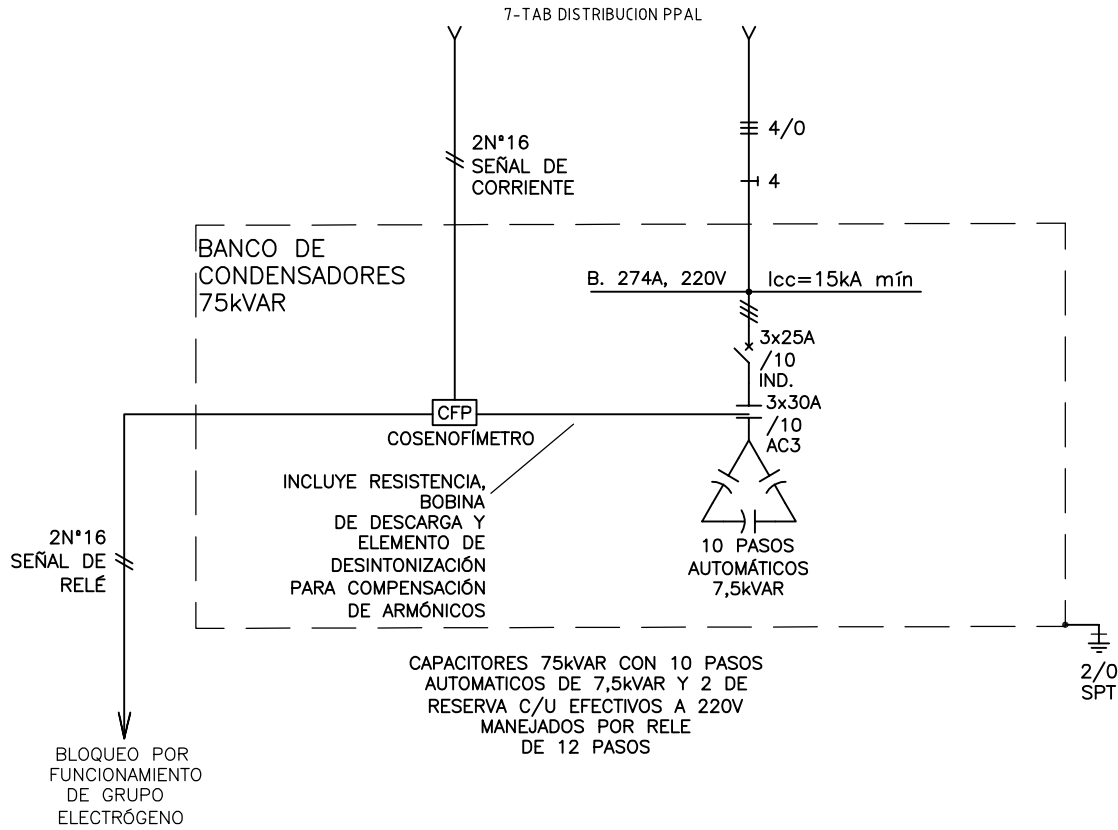 7-TAB DISTRIBUCION PPAL
4/0
2N°16
SEÑAL DE
CORRIENTE
4
BANCO DE
CONDENSADORES
75kVAR
B. 274A, 220V
Icc=15kA mín
3x25A
/10
IND.
3x30A
/10
AC3
CFP
COSENOFÍMETRO
INCLUYE RESISTENCIA,
BOBINA
DE DESCARGA Y
ELEMENTO DE
DESINTONIZACIÓN
PARA COMPENSACIÓN
DE ARMÓNICOS
2N°16
SEÑAL DE
RELÉ
10 PASOS
AUTOMÁTICOS
7,5kVAR
2/0
SPT
CAPACITORES 75kVAR CON 10 PASOS
AUTOMATICOS DE 7,5kVAR Y 2 DE
RESERVA C/U EFECTIVOS A 220V
MANEJADOS POR RELE
DE 12 PASOS
BLOQUEO POR
FUNCIONAMIENTO
DE GRUPO
ELECTRÓGENO